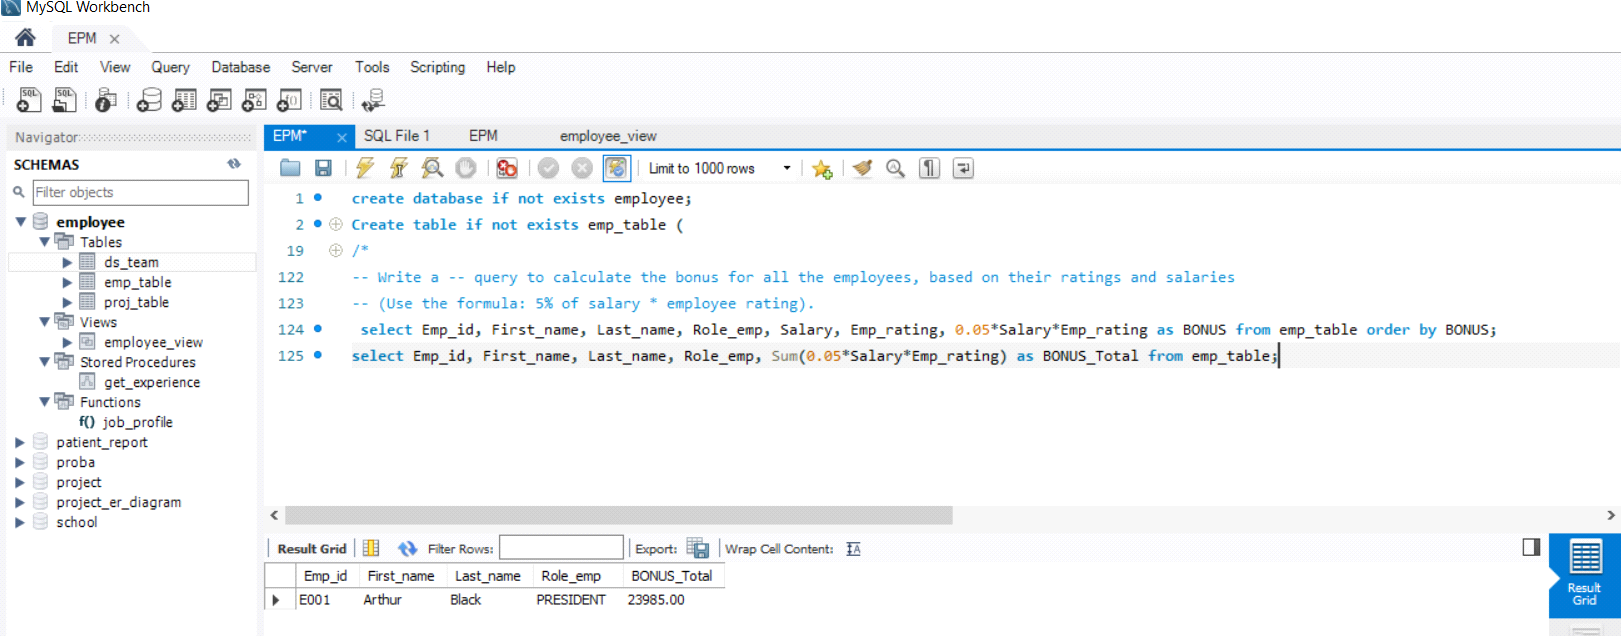 MySQL Workbench
EPM
File Edit View Query Database Server Tools Scripting Help
Navigator
SCHEMAS
Filter objects
employee
Tables
ds_team
emp_table
proj_table
Views
employee_view
Stored Procedures
get_experience
Functions
f() job_profile
patient_report
proba
project
project_er_diagram
school
EPM* SQL File 1 EPM employee_view
Limit to 1000 rows
1 create database if not exists employee;
2 Create table if not exists emp_table (
19 /*
122 -- Write a -- query to calculate the bonus for all the employees, based on their ratings and salaries
123 -- (Use the formula: 5% of salary * employee rating).
124 select Emp_id, First_name, Last_name, Role_emp, Salary, Emp_rating, 0.05*Salary*Emp_rating as BONUS from emp_table order by BONUS;
125 select Emp_id, First_name, Last_name, Role_emp, Sum(0.05*Salary*Emp_rating) as BONUS_Total from emp_table;
Result Grid Filter Rows: Export: Wrap Cell Content:
Emp_id First_name Last_name Role_emp BONUS_Total
E001 Arthur Black PRESIDENT 23985.00
Result
Grid